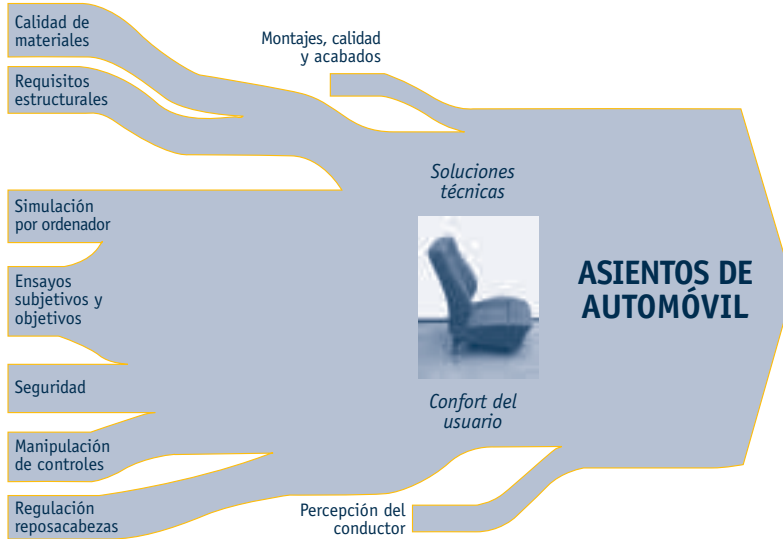 Calidad de
materiales
Montajes, calidad
y acabados
Requisitos
estructurales
Soluciones
técnicas
Simulación
por ordenador
Ensayos
subjetivos y
objetivos
ASIENTOS DE
AUTOMÓVIL
Seguridad
Confort del
usuario
Manipulación
de controles
Regulación
reposacabezas
Percepción del
conductor